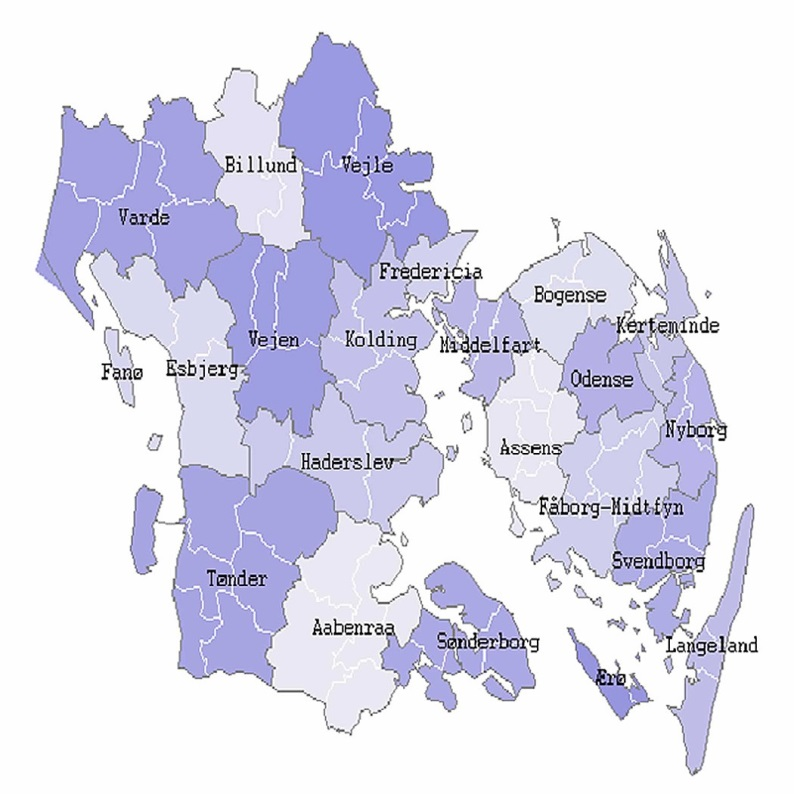 Billund
Vejle
Varde
Fredericia
Bogense
Kerteminde
Vejen
Kolding
Middelfart
Fanø
Esbjerg
Odense
Nyborg
Assens
Haderslev
Fåborg-Midtfyn
Svendborg
Tønder
Aabenraa
Sønderborg
Langeland
Ærø